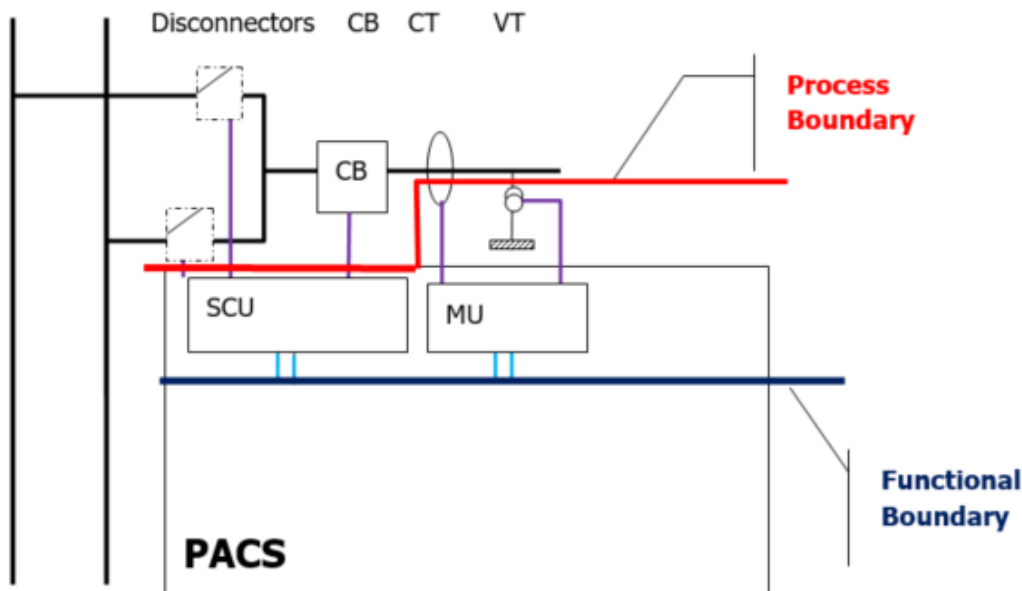 Disconnectors CB CT VT
Process
Boundary
CB
SCU
MU
Functional
Boundary
PACS